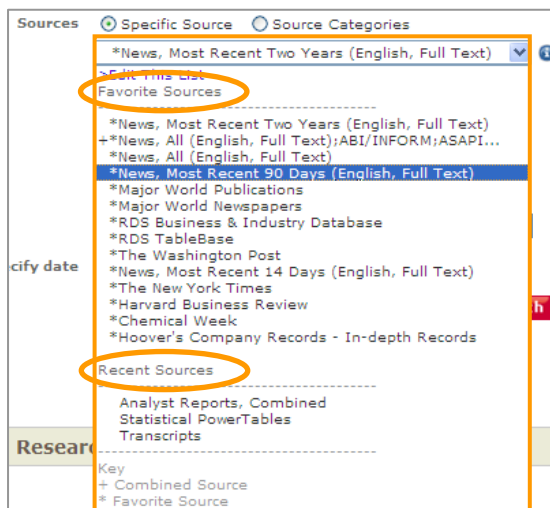 Sources Specific Source Source Categories
*News, Most Recent Two Years (English, Full Text)
>Edit This List
Favorite Sources
----------------------------------
*News, Most Recent Two Years (English, Full Text)
+*News, All (English, Full Text);ABI/INFORM;ASAPI...
*News, All (English, Full Text)
*News, Most Recent 90 Days (English, Full Text)
*Major World Publications
*Major World Newspapers
*RDS Business & Industry Database
*RDS TableBase
*The Washington Post
cify date
*News, Most Recent 14 Days (English, Full Text)
*The New York Times
*Harvard Business Review
h
*Chemical Week
*Hoover's Company Records - In-depth Records
Recent Sources
----------------------------------
Analyst Reports, Combined
Statistical PowerTables
Transcripts
----------------------------------
Resear
Key
+ Combined Source
* Favorite Source